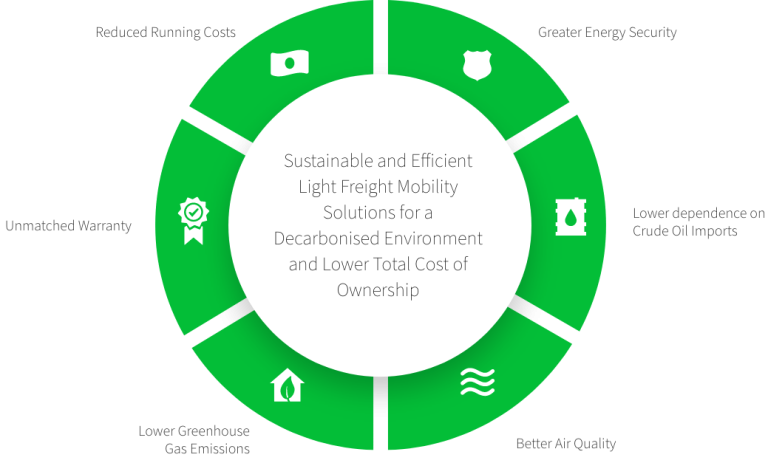 Reduced Running Costs
Greater Energy Security
Sustainable and Efficient
Light Freight Mobility
Solutions for a
Decarbonised Environment
and Lower Total Cost of
Ownership
Unmatched Warranty
Lower dependence on
Crude Oil Imports
Lower Greenhouse
Gas Emissions
Better Air Quality